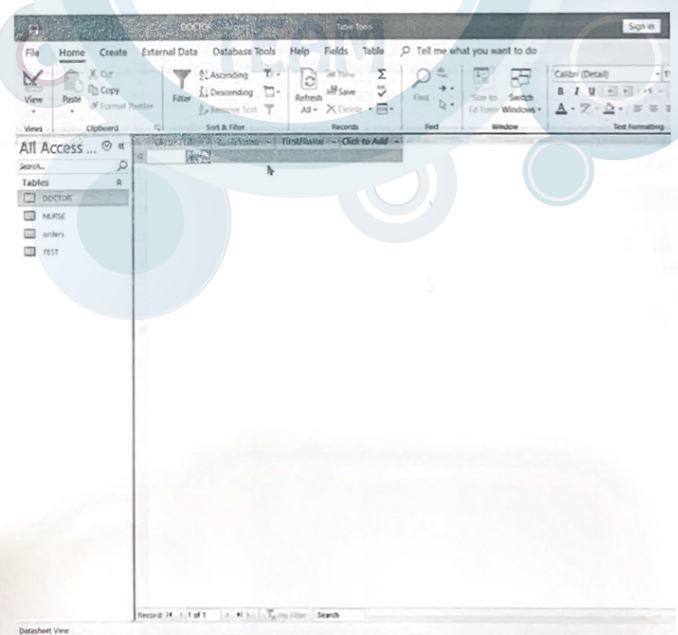 DOCTOR
Table Tools
Sign in
File Home Create External Data Database Tools Help Fields Table Tell me what you want to do
View
Paste
Cut
Copy
Format Painter
Filter
Ascending
Descending
Remove Sort
Refresh All
New
Save
Delete
Find
Size to Fit Form
Switch Windows
Calibri (Detail)
B I U
A
Views Clipboard Sort & Filter Records Find Window Text Formatting
All Access ...
FirstName Click to Add
Search...
Tables
DOCTOR
NURSE
orders
TEST
Record: 1 of 1 No Filter Search
Datasheet View